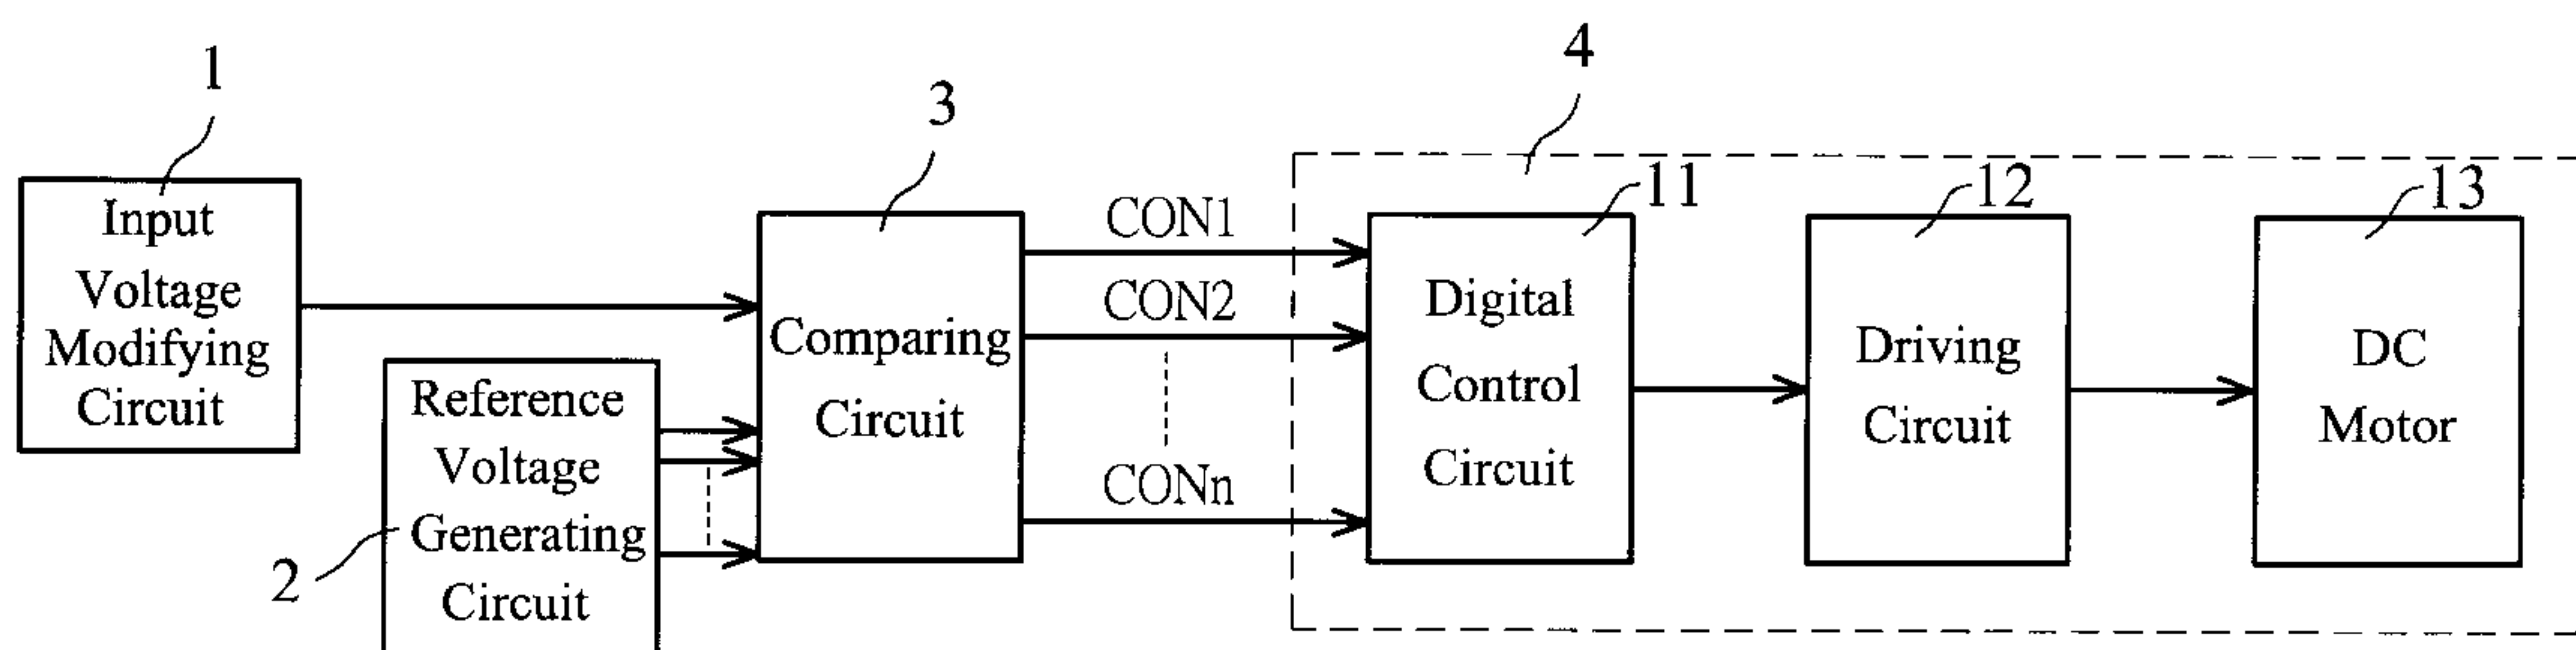 1
Input
Voltage
Modifying
Circuit
2
Reference
Voltage
Generating
Circuit
3
Comparing
Circuit
CON1
CON2
CONn
4
11
Digital
Control
Circuit
12
Driving
Circuit
13
DC
Motor